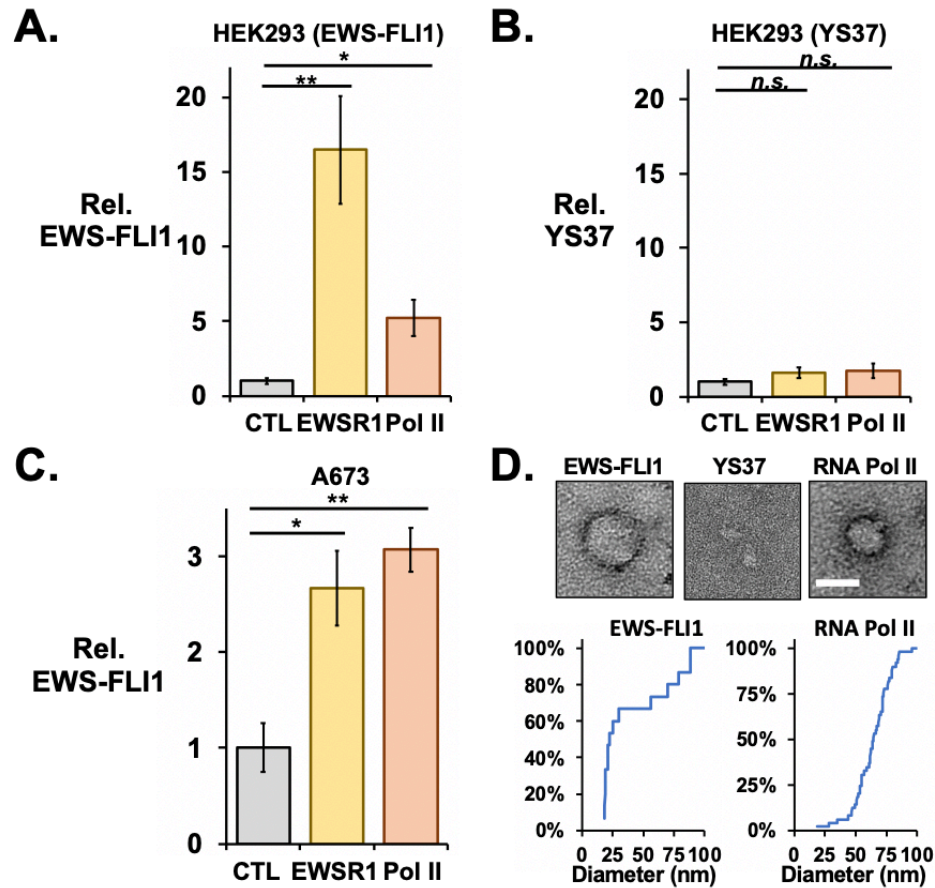 A.
HEK293 (EWS-FLI1)
*
**
20
15
10
5
0
Rel.
EWS-FLI1
CTL EWSR1 Pol II
B.
HEK293 (YS37)
n.s.
n.s.
20
15
10
5
0
Rel.
YS37
CTL EWSR1 Pol II
C.
A673
**
*
3
2
1
0
Rel.
EWS-FLI1
CTL EWSR1 Pol II
D.
EWS-FLI1 YS37 RNA Pol II
EWS-FLI1
100%
80%
60%
40%
20%
0%
0 25 50 75 100
Diameter (nm)
RNA Pol II
100%
75%
50%
25%
0%
0 25 50 75 100
Diameter (nm)